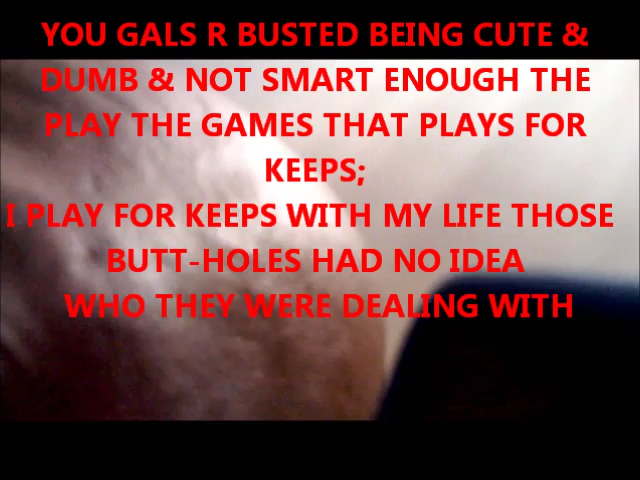 YOU GALS R BUSTED BEING CUTE &
DUMB & NOT SMART ENOUGH THE
PLAY THE GAMES THAT PLAYS FOR
KEEPS;
I PLAY FOR KEEPS WITH MY LIFE THOSE
BUTT-HOLES HAD NO IDEA
WHO THEY WERE DEALING WITH